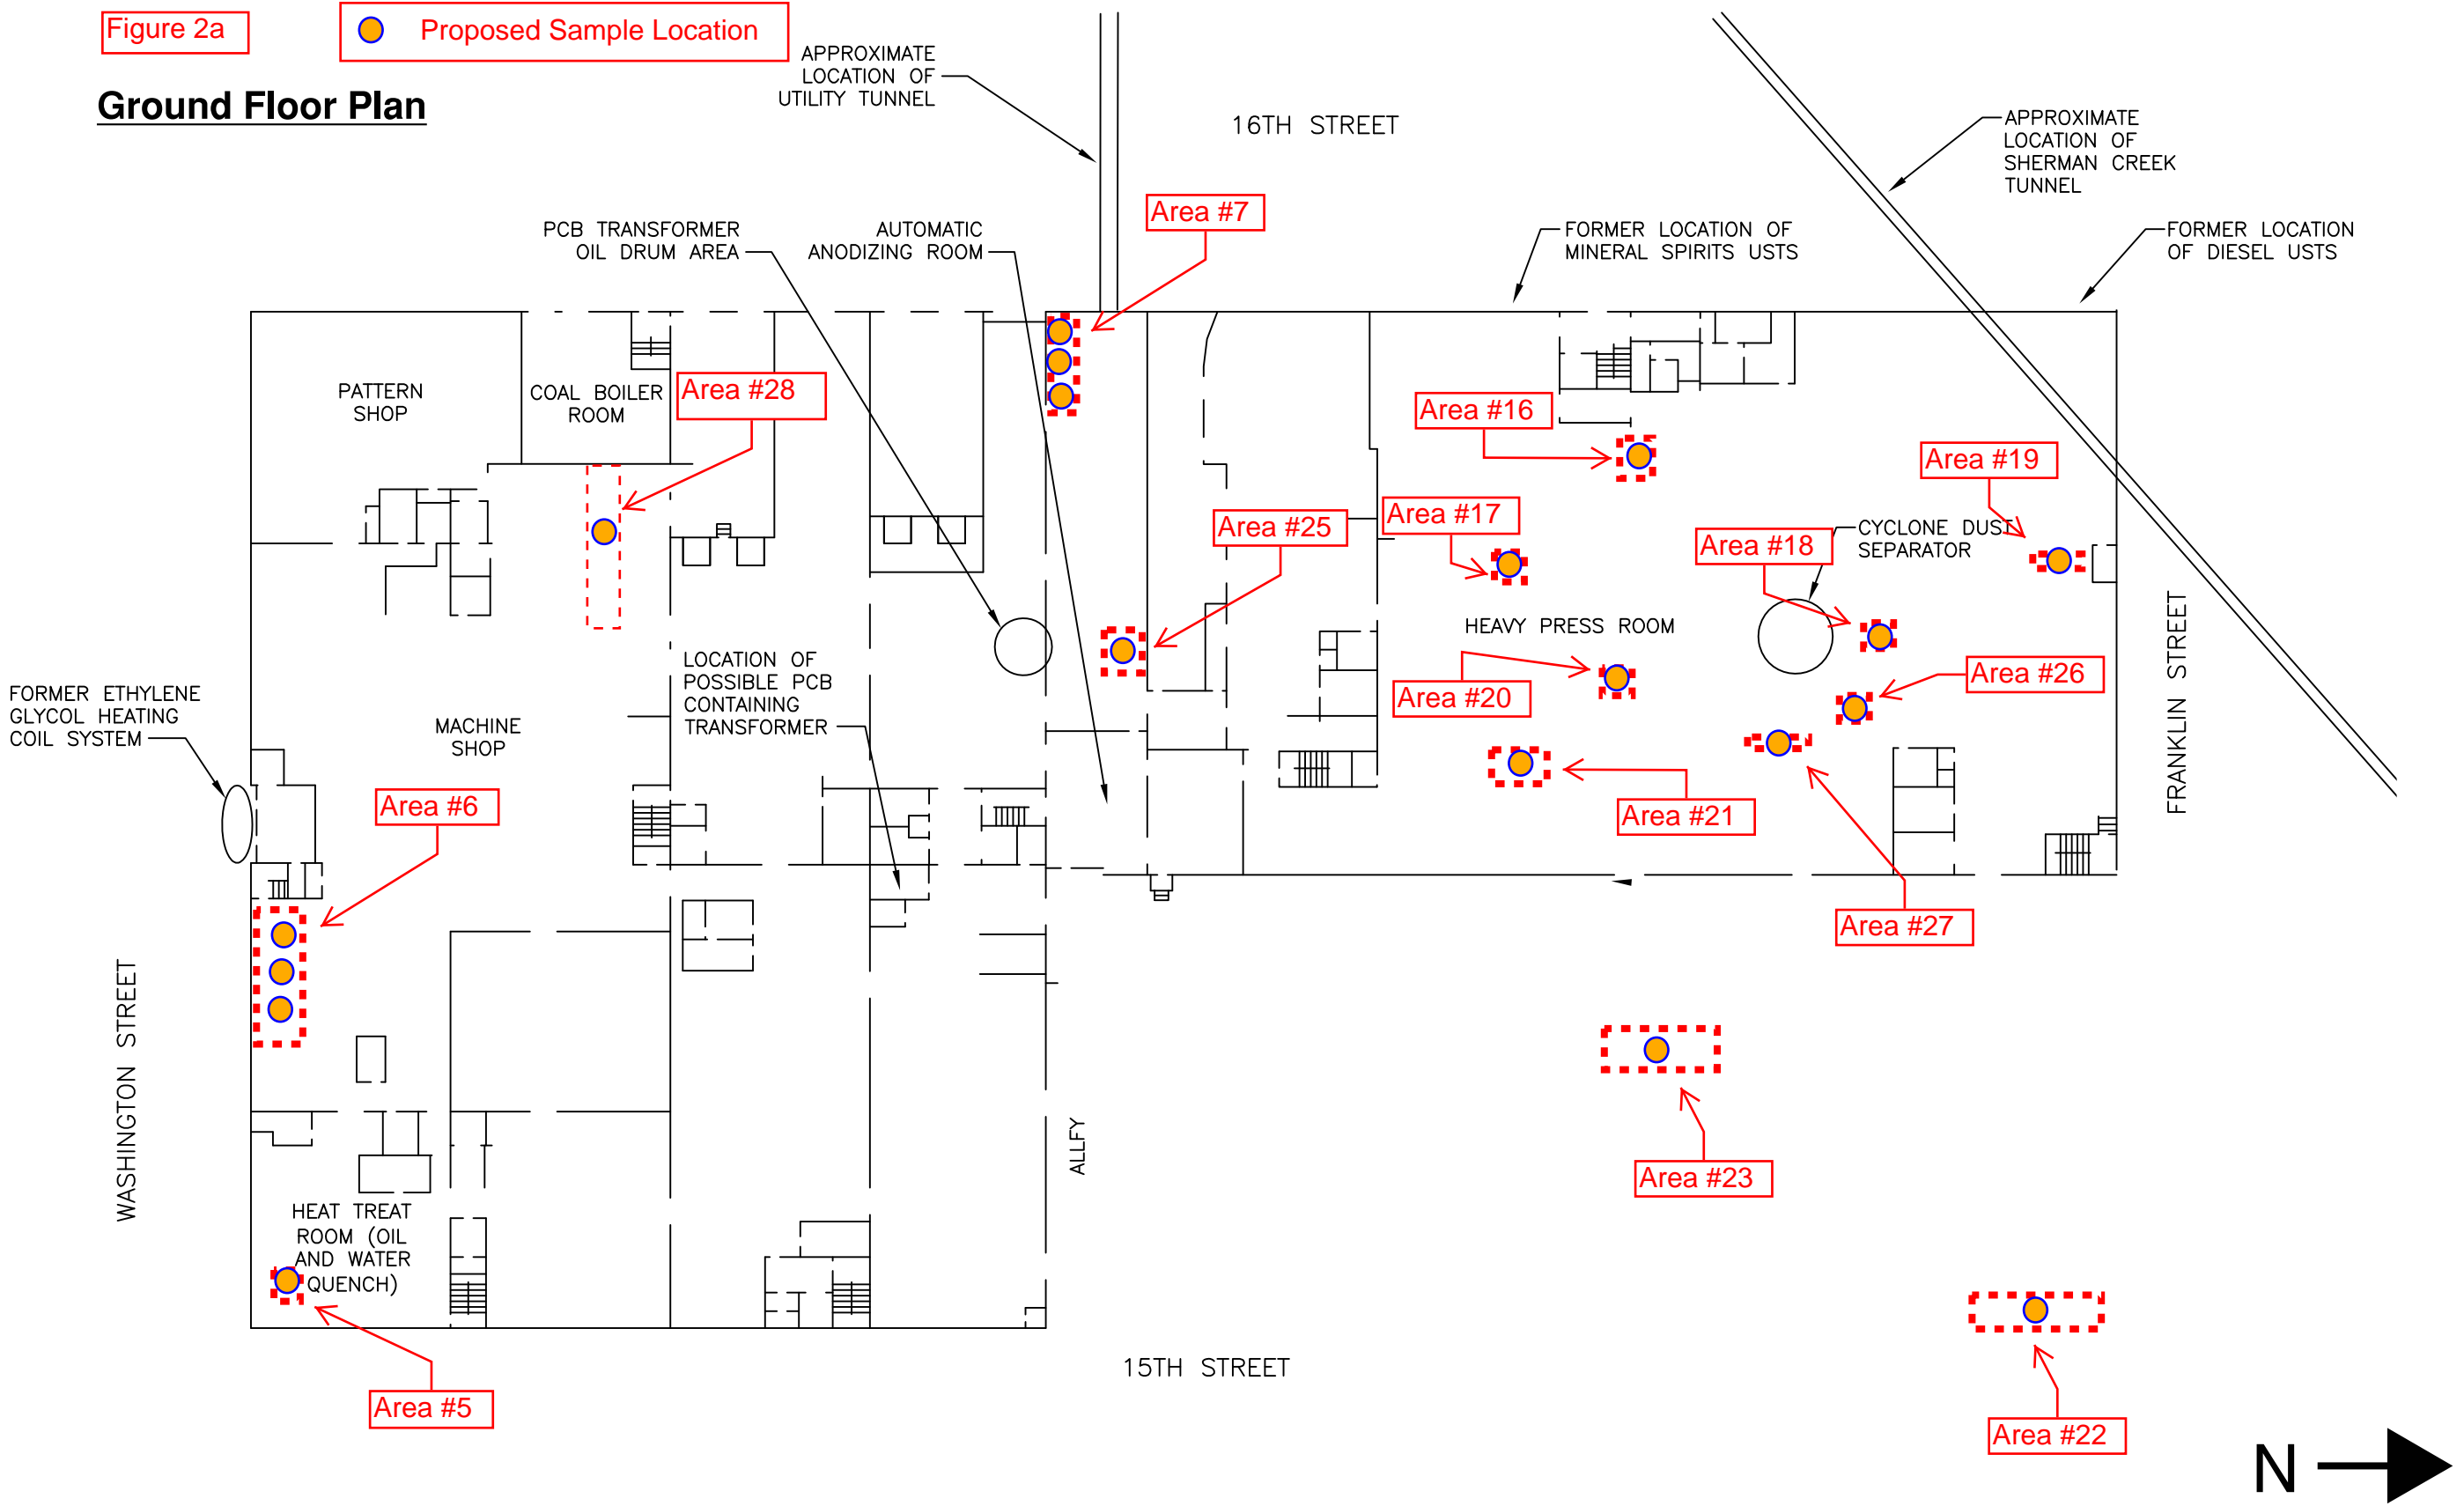 Figure 2a
Proposed Sample Location
Ground Floor Plan
APPROXIMATE
LOCATION OF
UTILITY TUNNEL
16TH STREET
APPROXIMATE
LOCATION OF
SHERMAN CREEK
TUNNEL
Area #7
PCB TRANSFORMER
OIL DRUM AREA
AUTOMATIC
ANODIZING ROOM
FORMER LOCATION OF
MINERAL SPIRITS USTS
FORMER LOCATION
OF DIESEL USTS
PATTERN
SHOP
COAL BOILER
ROOM
Area #28
Area #16
Area #19
Area #17
Area #25
Area #18
CYCLONE DUST
SEPARATOR
HEAVY PRESS ROOM
Area #20
Area #26
FRANKLIN STREET
LOCATION OF
POSSIBLE PCB
CONTAINING
TRANSFORMER
FORMER ETHYLENE
GLYCOL HEATING
COIL SYSTEM
MACHINE
SHOP
Area #6
Area #21
Area #27
WASHINGTON STREET
ALLEY
Area #23
HEAT TREAT
ROOM (OIL
AND WATER
QUENCH)
15TH STREET
Area #5
Area #22
N